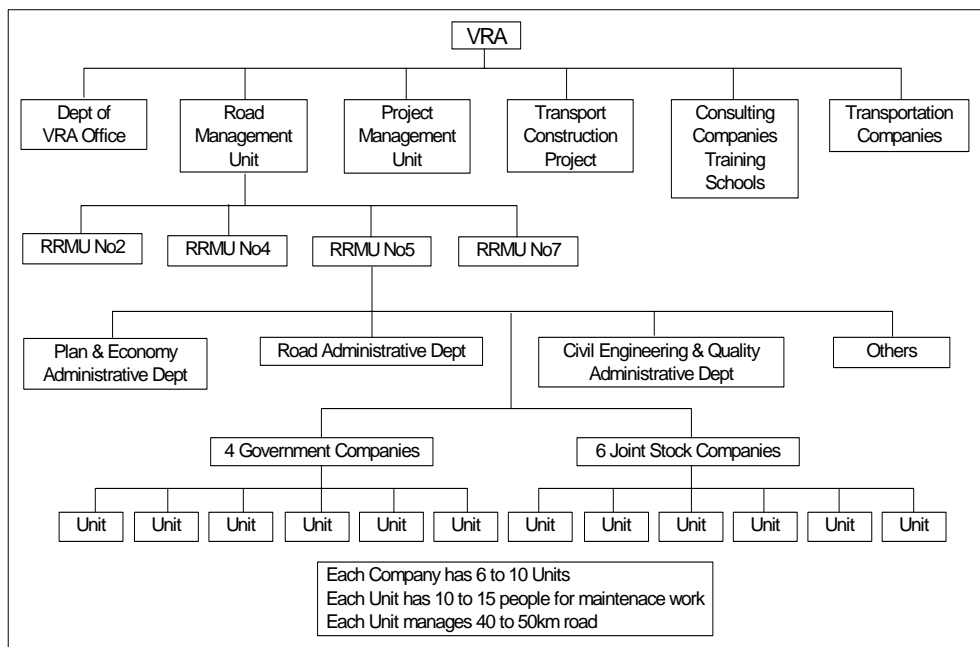 VRA
Dept of
VRA Office
Road
Management
Unit
Project
Management
Unit
Transport
Construction
Project
Consulting
Companies
Training
Schools
Transportation
Companies
RRMU No2
RRMU No4
RRMU No5
RRMU No7
Plan & Economy
Administrative Dept
Road Administrative Dept
Civil Engineering & Quality
Administrative Dept
Others
4 Government Companies
6 Joint Stock Companies
Unit
Unit
Unit
Unit
Unit
Unit
Unit
Unit
Unit
Unit
Unit
Unit
Each Company has 6 to 10 Units
Each Unit has 10 to 15 people for maintenace work
Each Unit manages 40 to 50km road